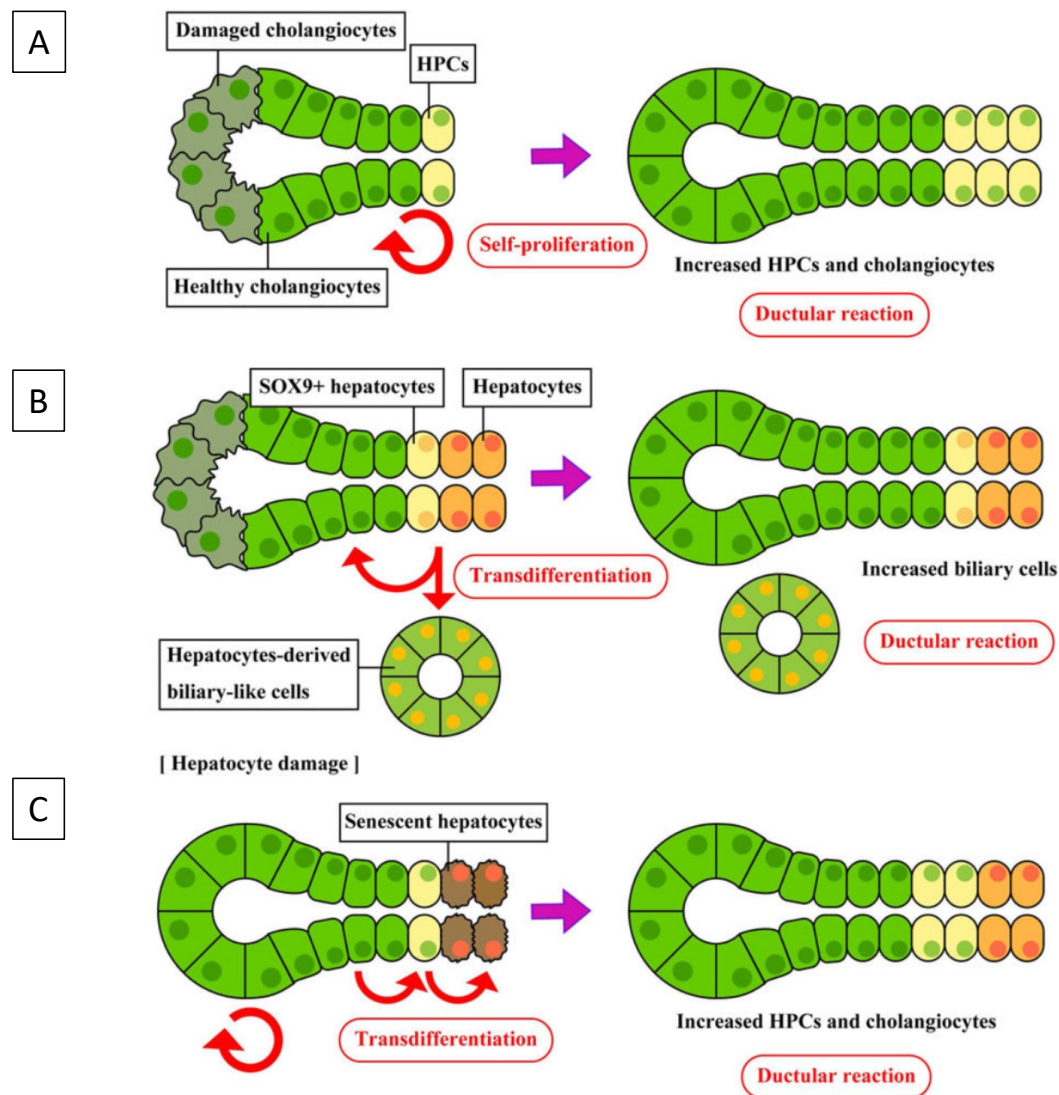 A
Damaged cholangiocytes
HPCs
Self-proliferation
Healthy cholangiocytes
Increased HPCs and cholangiocytes
Ductular reaction
B
SOX9+ hepatocytes
Hepatocytes
Transdifferentiation
Increased biliary cells
Hepatocytes-derived
biliary-like cells
Ductular reaction
[ Hepatocyte damage ]
C
Senescent hepatocytes
Transdifferentiation
Increased HPCs and cholangiocytes
Ductular reaction